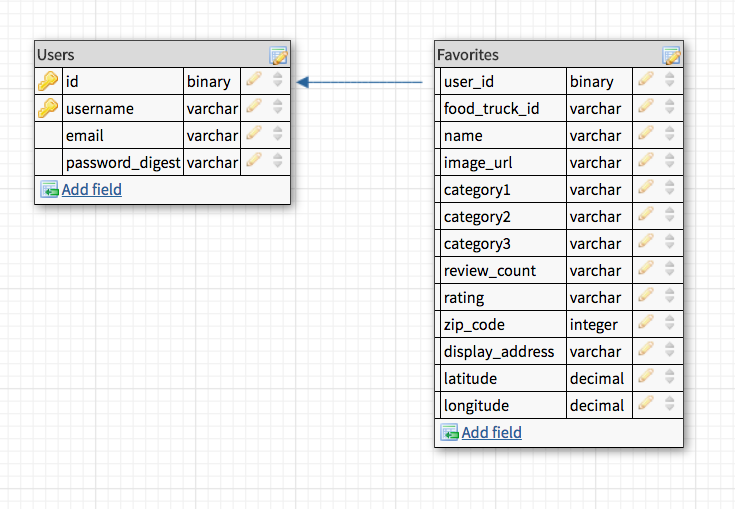 Users
id binary
username varchar
email varchar
password_digest varchar
Add field
Favorites
user_id binary
food_truck_id varchar
name varchar
image_url varchar
category1 varchar
category2 varchar
category3 varchar
review_count varchar
rating varchar
zip_code integer
display_address varchar
latitude decimal
longitude decimal
Add field